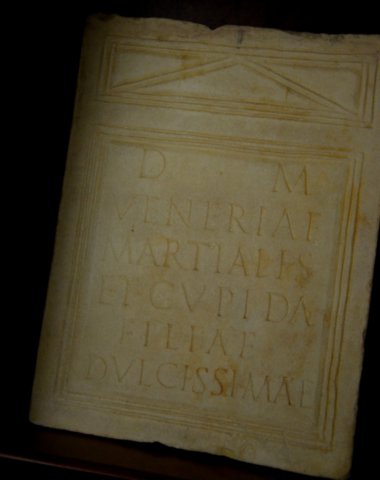 D M
VENERIAE
MARTIALIS
ET CVPIDA
FILIAE
DVLCISSIMAE